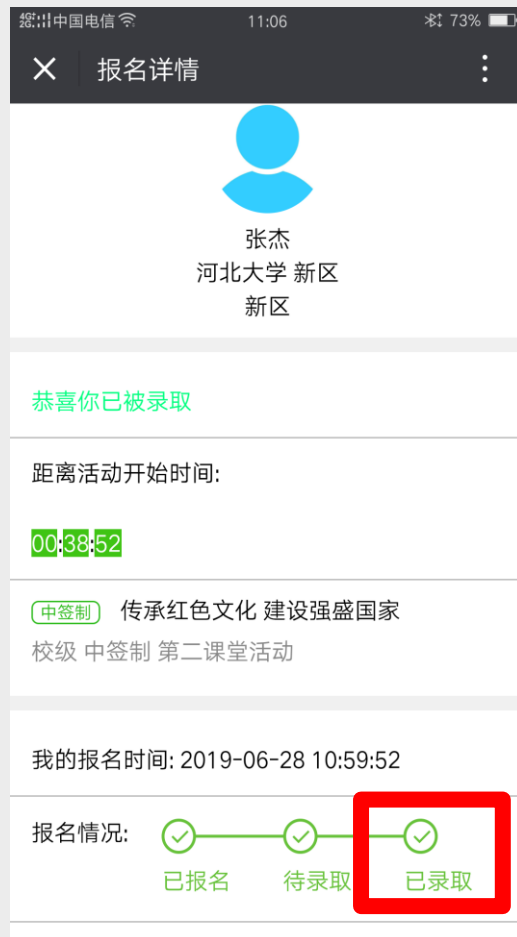 4G 中国电信 11:06 73%
报名详情
张杰
河北大学 新区
新区
恭喜你已被录取
距离活动开始时间:
00:38:52
中签制 传承红色文化 建设强盛国家
校级 中签制 第二课堂活动
我的报名时间: 2019-06-28 10:59:52
报名情况:
已报名 待录取 已录取